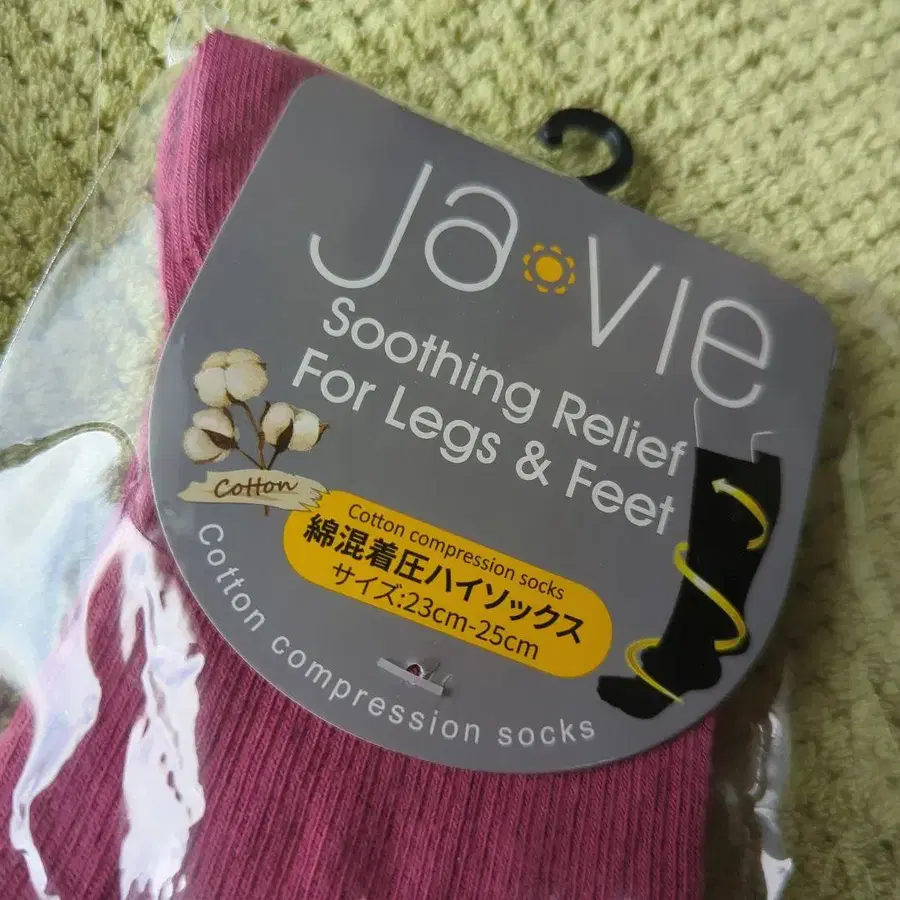 Ja vie
Soothing Relief
For Legs & Feet
Cotton
Cotton compression socks
綿混着圧ハイソックス
サイズ:23cm-25cm
Cotton compression socks